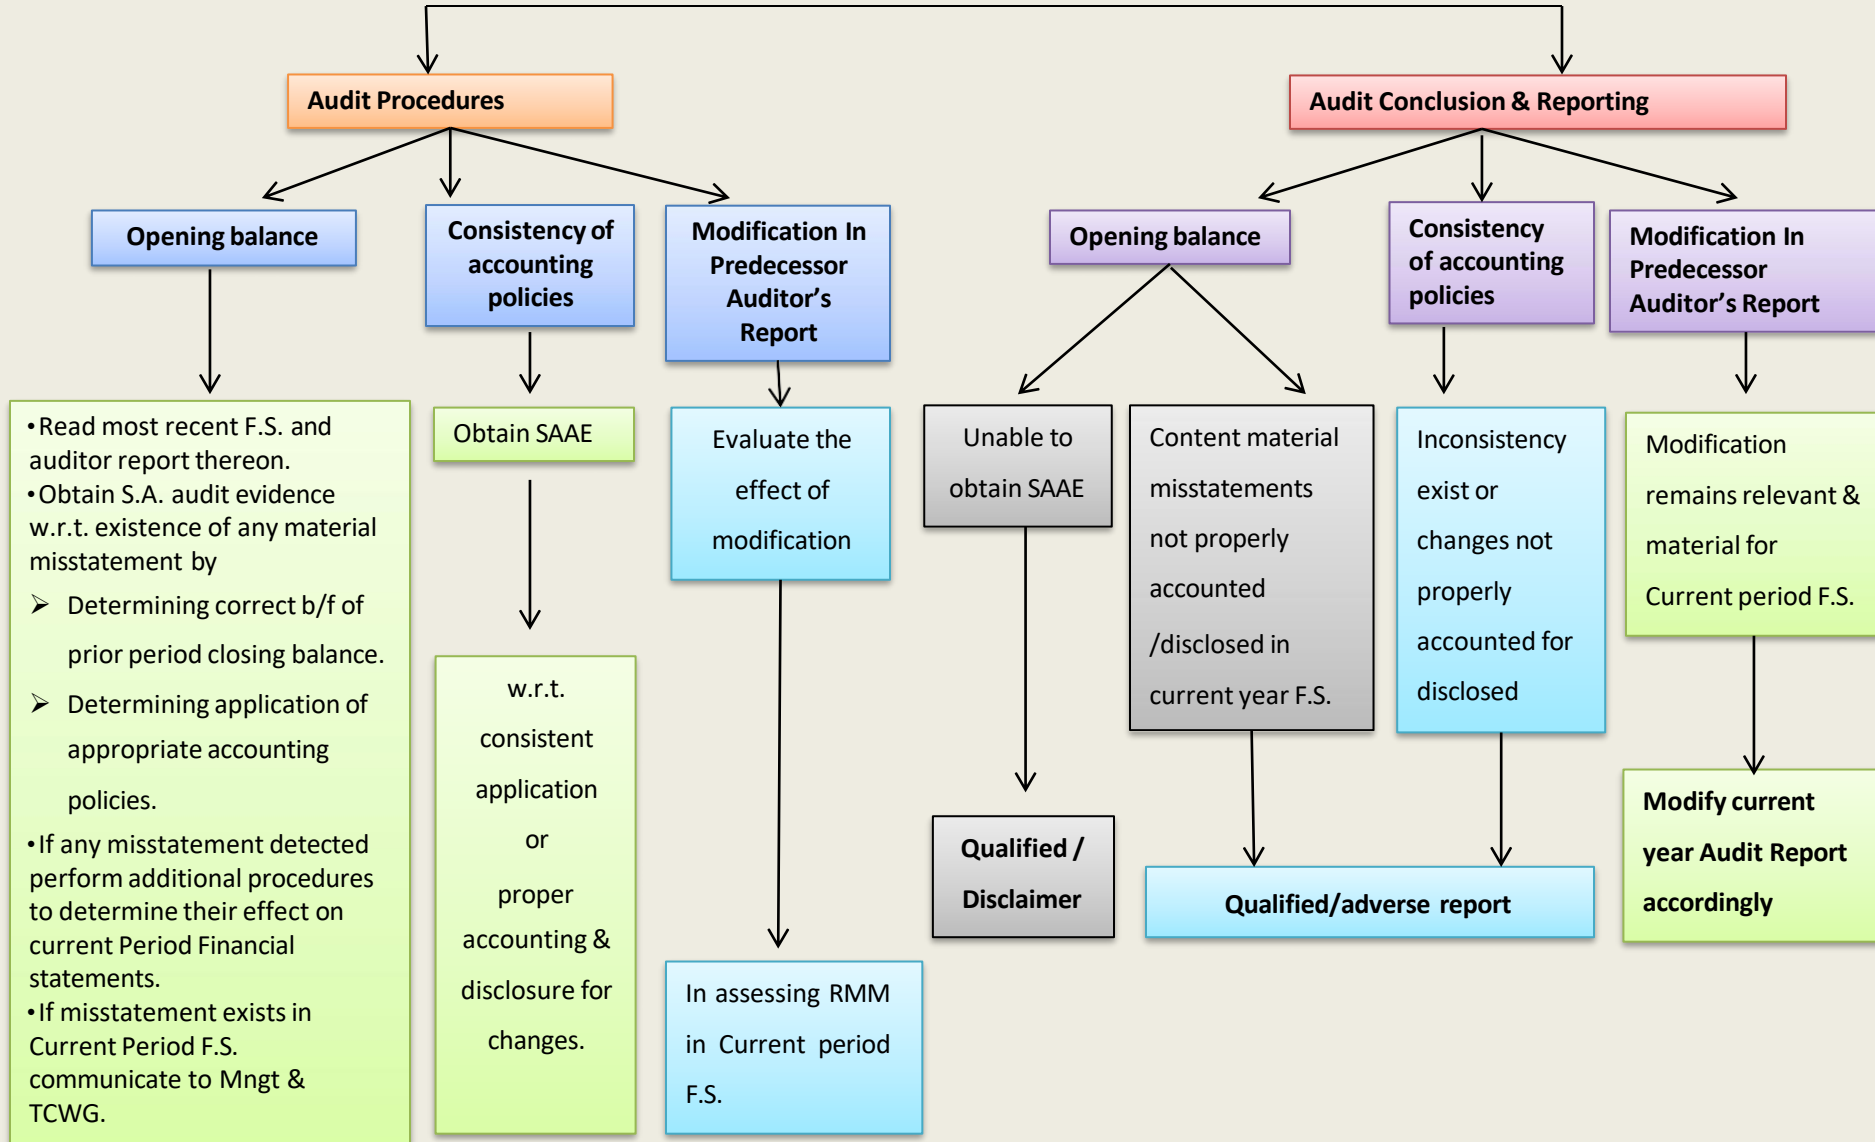 Audit Procedures
Audit Conclusion & Reporting
Opening balance
Consistency of
accounting
policies
Modification In
Predecessor
Auditor’s
Report
Opening balance
Consistency
of accounting
policies
Modification In
Predecessor
Auditor’s Report
•Read most recent F.S. and
auditor report thereon.
•Obtain S.A. audit evidence
w.r.t. existence of any material
misstatement by
➢ Determining correct b/f of
prior period closing balance.
➢ Determining application of
appropriate accounting
policies.
•If any misstatement detected
perform additional procedures
to determine their effect on
current Period Financial
statements.
•If misstatement exists in
Current Period F.S.
communicate to Mngt &
TCWG.
Obtain SAAE
w.r.t.
consistent
application
or
proper
accounting &
disclosure for
changes.
Evaluate the
effect of
modification
In assessing RMM
in Current period
F.S.
Unable to
obtain SAAE
Qualified /
Disclaimer
Content material
misstatements
not properly
accounted
/disclosed in
current year F.S.
Inconsistency
exist or
changes not
properly
accounted for
disclosed
Qualified/adverse report
Modification
remains relevant &
material for
Current period F.S.
Modify current
year Audit Report
accordingly